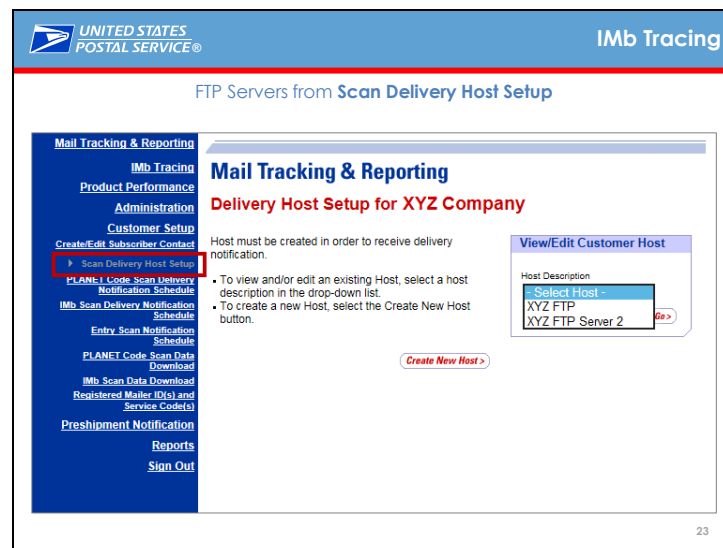 UNITED STATES
POSTAL SERVICE®
IMb Tracing
FTP Servers from Scan Delivery Host Setup
Mail Tracking & Reporting
IMb Tracing
Product Performance
Administration
Customer Setup
Create/Edit Subscriber Contact
Scan Delivery Host Setup
PLANET Code Scan Delivery
Notification Schedule
IMb Scan Delivery Notification
Schedule
Entry Scan Notification
Schedule
PLANET Code Scan Data
Download
IMb Scan Data Download
Registered Mailer ID(s) and
Service Code(s)
Preshipment Notification
Reports
Sign Out
Mail Tracking & Reporting
Delivery Host Setup for XYZ Company
Host must be created in order to receive delivery
notification.
To view and/or edit an existing Host, select a host
description in the drop-down list.
To create a new Host, select the Create New Host
button.
Create New Host >
View/Edit Customer Host
Host Description
- Select Host -
XYZ FTP
XYZ FTP Server 2
Go >
23